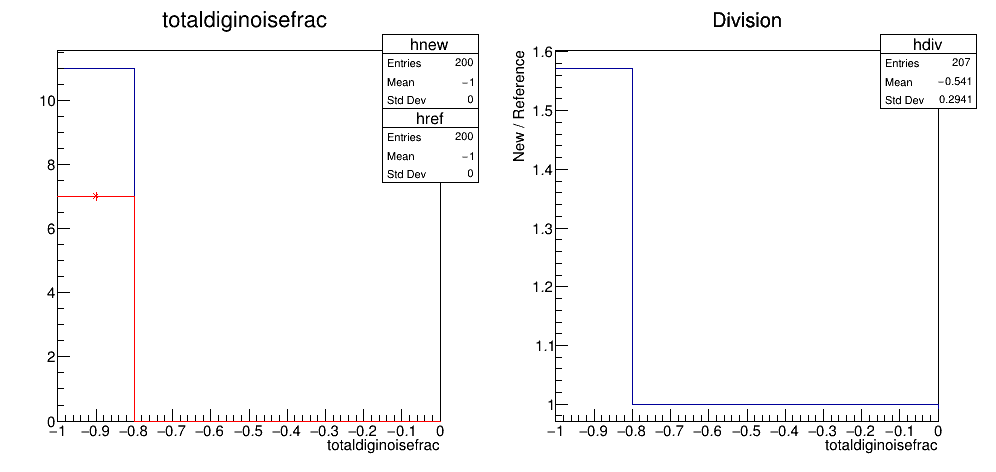 totaldiginoisefrac
hnew
Entries 200
Mean −1
Std Dev 0
href
Entries 200
Mean −1
Std Dev 0
10
8
6
4
2
0
−1 −0.9 −0.8 −0.7 −0.6 −0.5 −0.4 −0.3 −0.2 −0.1 0
totaldiginoisefrac
Division
hdiv
Entries 207
Mean −0.541
Std Dev 0.2941
New / Reference
1.6
1.5
1.4
1.3
1.2
1.1
1
−1 −0.9 −0.8 −0.7 −0.6 −0.5 −0.4 −0.3 −0.2 −0.1 0
totaldiginoisefrac